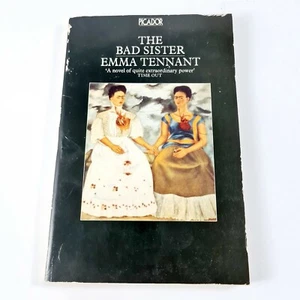 PICADOR
THE
BAD SISTER
EMMA TENNANT
'A novel of quite extraordinary power'
TIME OUT